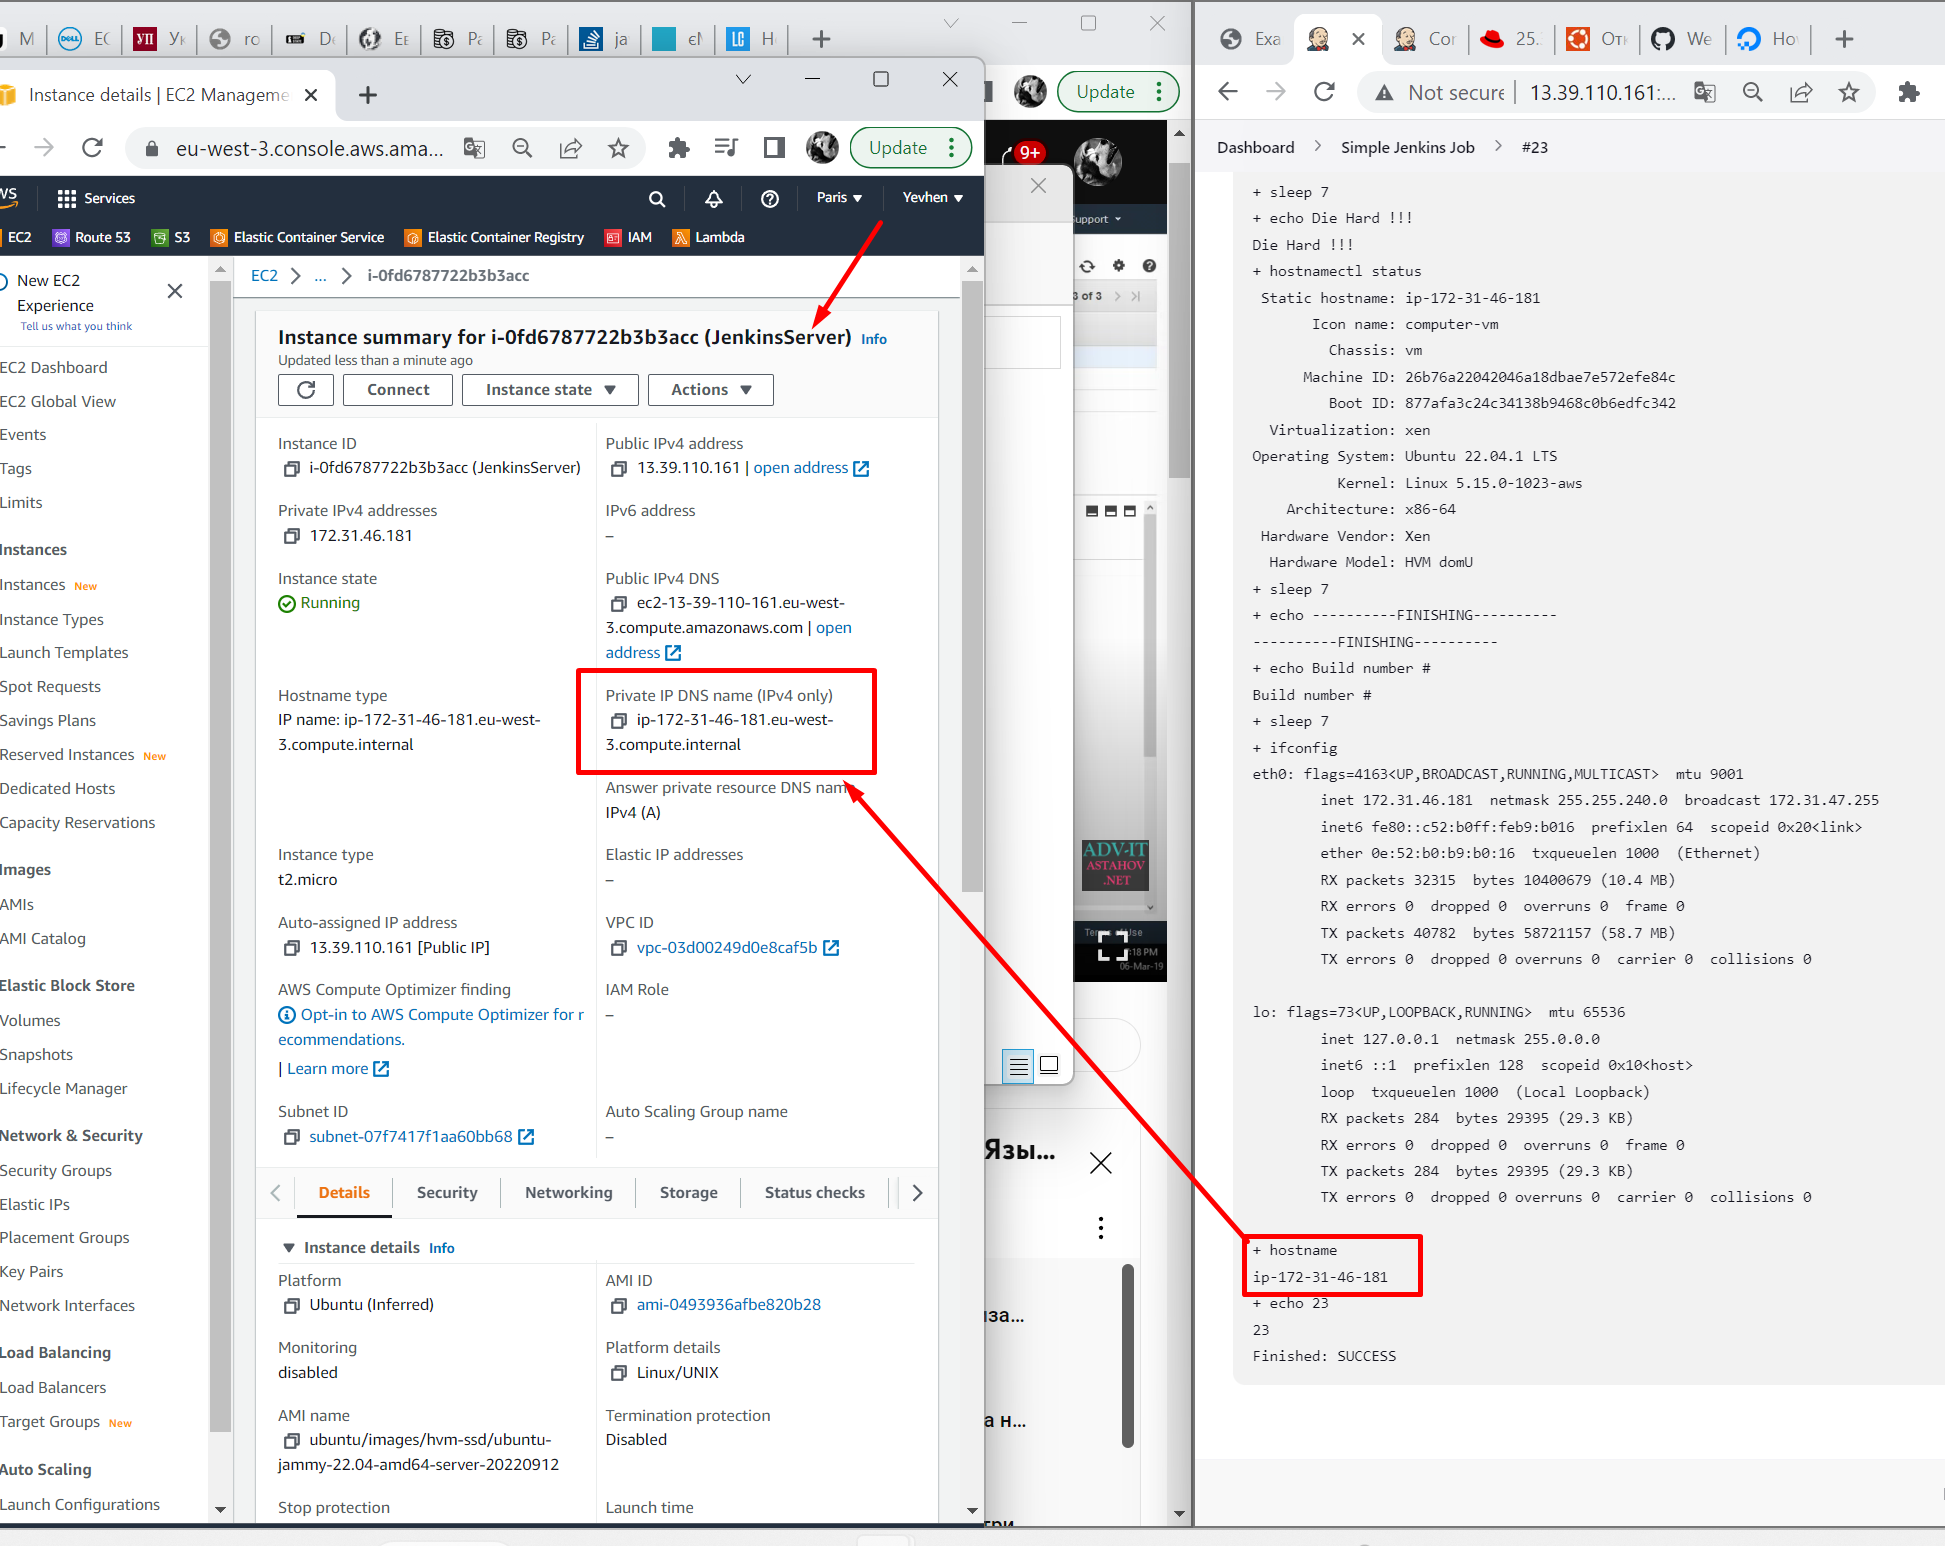 M
EC
УП
Ук
ro
De
Ee
Pa
Pa
ja
єМ
LC
H
Instance details | EC2 Manageme
Update
eu-west-3.console.aws.ama...
Update
Services
Paris
Yevhen
EC2
Route 53
S3
Elastic Container Service
Elastic Container Registry
IAM
Lambda
New EC2
Experience
Tell us what you think
EC2 Dashboard
EC2 Global View
Events
Tags
Limits
Instances
Instances New
Instance Types
Launch Templates
Spot Requests
Savings Plans
Reserved Instances New
Dedicated Hosts
Capacity Reservations
Images
AMIs
AMI Catalog
Elastic Block Store
Volumes
Snapshots
Lifecycle Manager
Network & Security
Security Groups
Elastic IPs
Placement Groups
Key Pairs
Network Interfaces
Load Balancing
Load Balancers
Target Groups New
Auto Scaling
Launch Configurations
EC2
...
i-0fd6787722b3b3acc
Instance summary for i-0fd6787722b3b3acc (JenkinsServer) Info
Updated less than a minute ago
Connect
Instance state
Actions
Instance ID
i-0fd6787722b3b3acc (JenkinsServer)
Public IPv4 address
13.39.110.161 | open address
Private IPv4 addresses
172.31.46.181
IPv6 address
–
Instance state
Running
Public IPv4 DNS
ec2-13-39-110-161.eu-west-
3.compute.amazonaws.com | open
address
Hostname type
IP name: ip-172-31-46-181.eu-west-
3.compute.internal
Private IP DNS name (IPv4 only)
ip-172-31-46-181.eu-west-
3.compute.internal
Answer private resource DNS name
IPv4 (A)
Instance type
t2.micro
Elastic IP addresses
–
Auto-assigned IP address
13.39.110.161 [Public IP]
VPC ID
vpc-03d00249d0e8caf5b
AWS Compute Optimizer finding
Opt-in to AWS Compute Optimizer for r
ecommendations.
| Learn more
IAM Role
–
Subnet ID
subnet-07f7417f1aa60bb68
Auto Scaling Group name
–
Details
Security
Networking
Storage
Status checks
Instance details Info
Platform
Ubuntu (Inferred)
AMI ID
ami-0493936afbe820b28
Monitoring
disabled
Platform details
Linux/UNIX
AMI name
ubuntu/images/hvm-ssd/ubuntu-
jammy-22.04-amd64-server-20220912
Termination protection
Disabled
Stop protection
Launch time
9+
Support
3 of 3
ADV-IT
ASTAHOV
.NET
Terms of Use
:18 PM
06-Mar-19
Язы...
за...
а н...
Exa
Cor
25.
От
We
Ho
Not secure
13.39.110.161:...
Dashboard
Simple Jenkins Job
#23
+ sleep 7
+ echo Die Hard !!!
Die Hard !!!
+ hostnamectl status
Static hostname: ip-172-31-46-181
Icon name: computer-vm
Chassis: vm
Machine ID: 26b76a22042046a18dbae7e572efe84c
Boot ID: 877afa3c24c34138b9468c0b6edfc342
Virtualization: xen
Operating System: Ubuntu 22.04.1 LTS
Kernel: Linux 5.15.0-1023-aws
Architecture: x86-64
Hardware Vendor: Xen
Hardware Model: HVM domU
+ sleep 7
+ echo ----------FINISHING----------
----------FINISHING----------
+ echo Build number #
Build number #
+ sleep 7
+ ifconfig
eth0: flags=4163<UP,BROADCAST,RUNNING,MULTICAST>  mtu 9001
inet 172.31.46.181  netmask 255.255.240.0  broadcast 172.31.47.255
inet6 fe80::c52:b0ff:feb9:b016  prefixlen 64  scopeid 0x20<link>
ether 0e:52:b0:b9:b0:16  txqueuelen 1000  (Ethernet)
RX packets 32315  bytes 10400679 (10.4 MB)
RX errors 0  dropped 0  overruns 0  frame 0
TX packets 40782  bytes 58721157 (58.7 MB)
TX errors 0  dropped 0 overruns 0  carrier 0  collisions 0
lo: flags=73<UP,LOOPBACK,RUNNING>  mtu 65536
inet 127.0.0.1  netmask 255.0.0.0
inet6 ::1  prefixlen 128  scopeid 0x10<host>
loop  txqueuelen 1000  (Local Loopback)
RX packets 284  bytes 29395 (29.3 KB)
RX errors 0  dropped 0  overruns 0  frame 0
TX packets 284  bytes 29395 (29.3 KB)
TX errors 0  dropped 0 overruns 0  carrier 0  collisions 0
+ hostname
ip-172-31-46-181
+ echo 23
23
Finished: SUCCESS